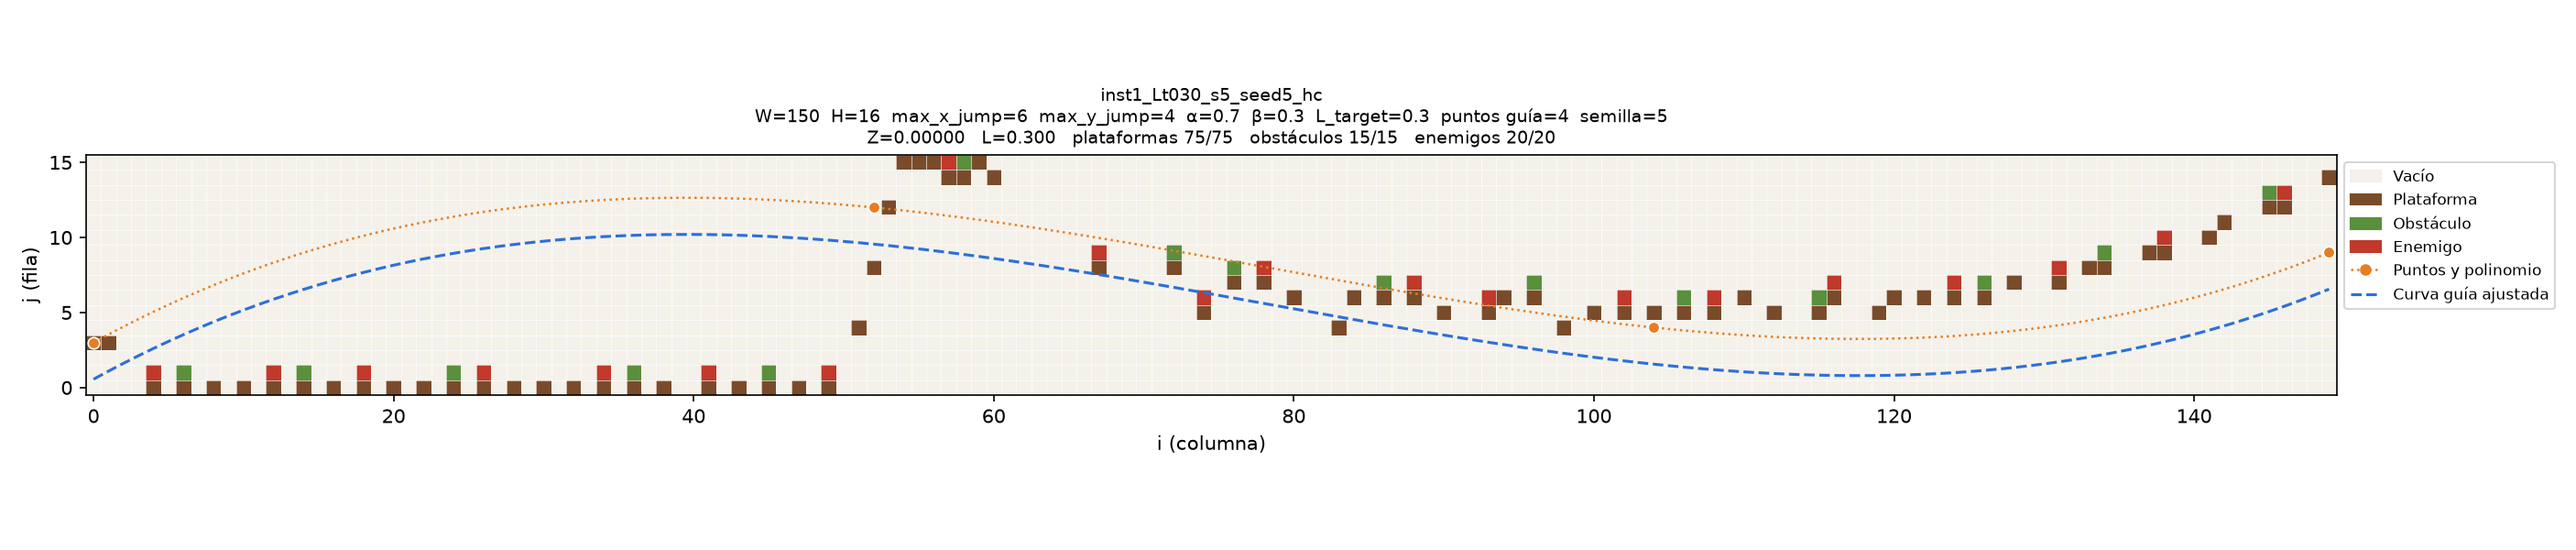 inst1_Lt030_s5_seed5_hc
W=150 H=16 max_x_jump=6 max_y_jump=4 α=0.7 β=0.3 L_target=0.3 puntos guía=4 semilla=5
Z=0.00000 L=0.300 plataformas 75/75 obstáculos 15/15 enemigos 20/20
15
10
5
0
j (fila)
0 20 40 60 80 100 120 140
i (columna)
Vacío
Plataforma
Obstáculo
Enemigo
Puntos y polinomio
Curva guía ajustada